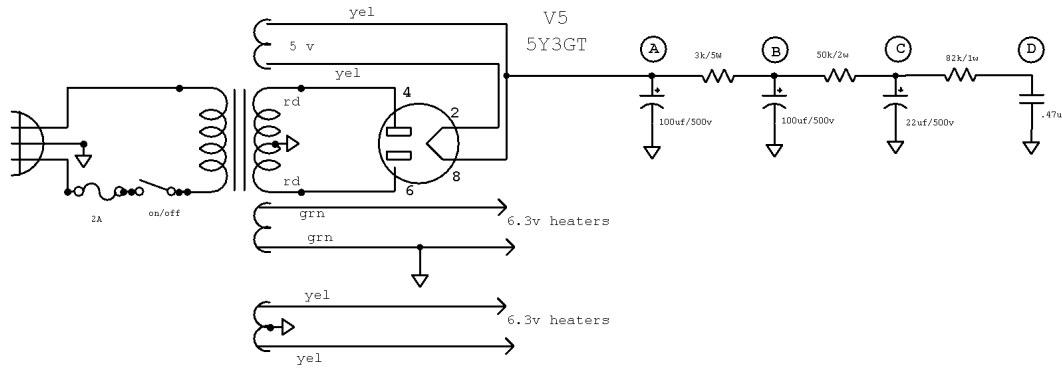 yel
V5
5 v
5Y3GT
A
B
C
D
3k/5W
50k/2w
82k/1w
yel
4
rd
2
100uf/500v
100uf/500v
22uf/500v
.47u
rd
6
8
2A
on/off
grn
6.3v heaters
grn
yel
6.3v heaters
yel